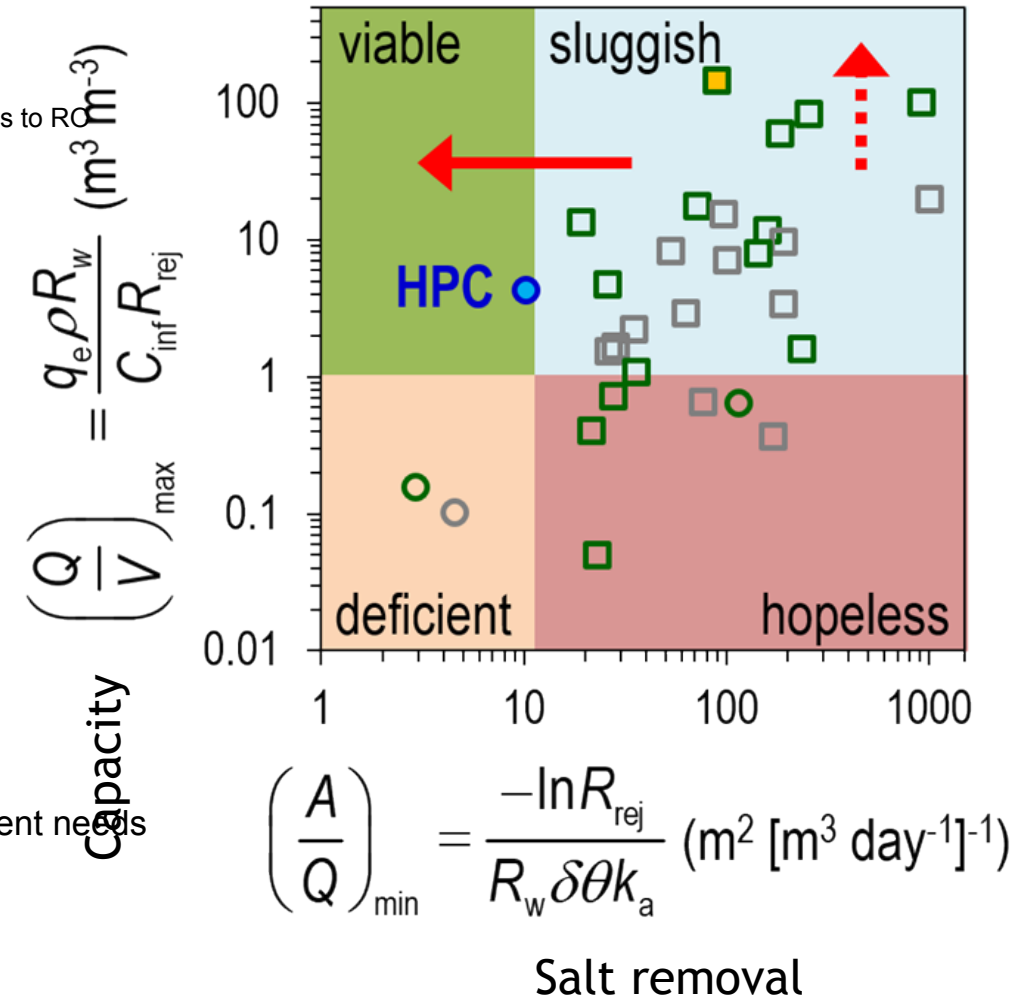 viable
sluggish
100
10
1
0.1
0.01
HPC
deficient
hopeless
1
10
100
1000
s to RO
(Q/V)max = qeρRw/CinfRrej (m³ m⁻³)
Capacity
ent needs
(A/Q)min = −lnRrej/Rwδθka (m² [m³ day⁻¹]⁻¹)
Salt removal